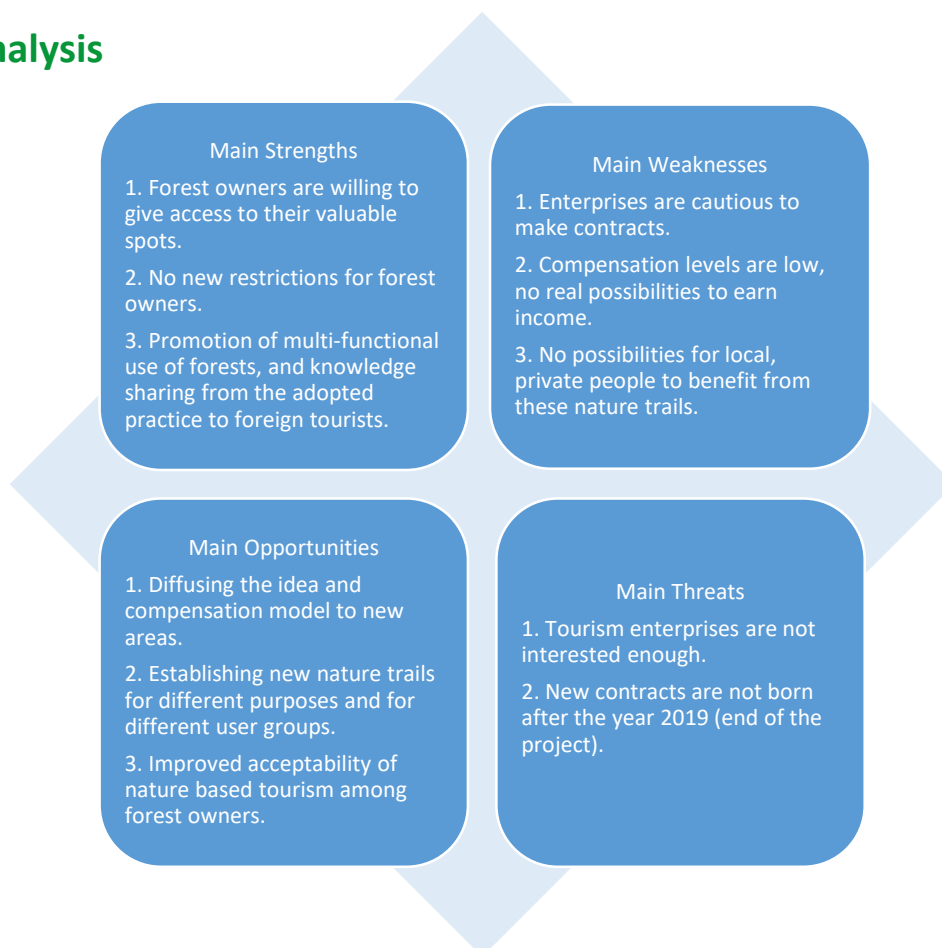 nalysis
Main Strengths
1. Forest owners are willing to
give access to their valuable
spots.
2. No new restrictions for forest
owners.
3. Promotion of multi-functional
use of forests, and knowledge
sharing from the adopted
practice to foreign tourists.
Main Weaknesses
1. Enterprises are cautious to
make contracts.
2. Compensation levels are low,
no real possibilities to earn
income.
3. No possibilities for local,
private people to benefit from
these nature trails.
Main Opportunities
1. Diffusing the idea and
compensation model to new
areas.
2. Establishing new nature trails
for different purposes and for
different user groups.
3. Improved acceptability of
nature based tourism among
forest owners.
Main Threats
1. Tourism enterprises are not
interested enough.
2. New contracts are not born
after the year 2019 (end of the
project).